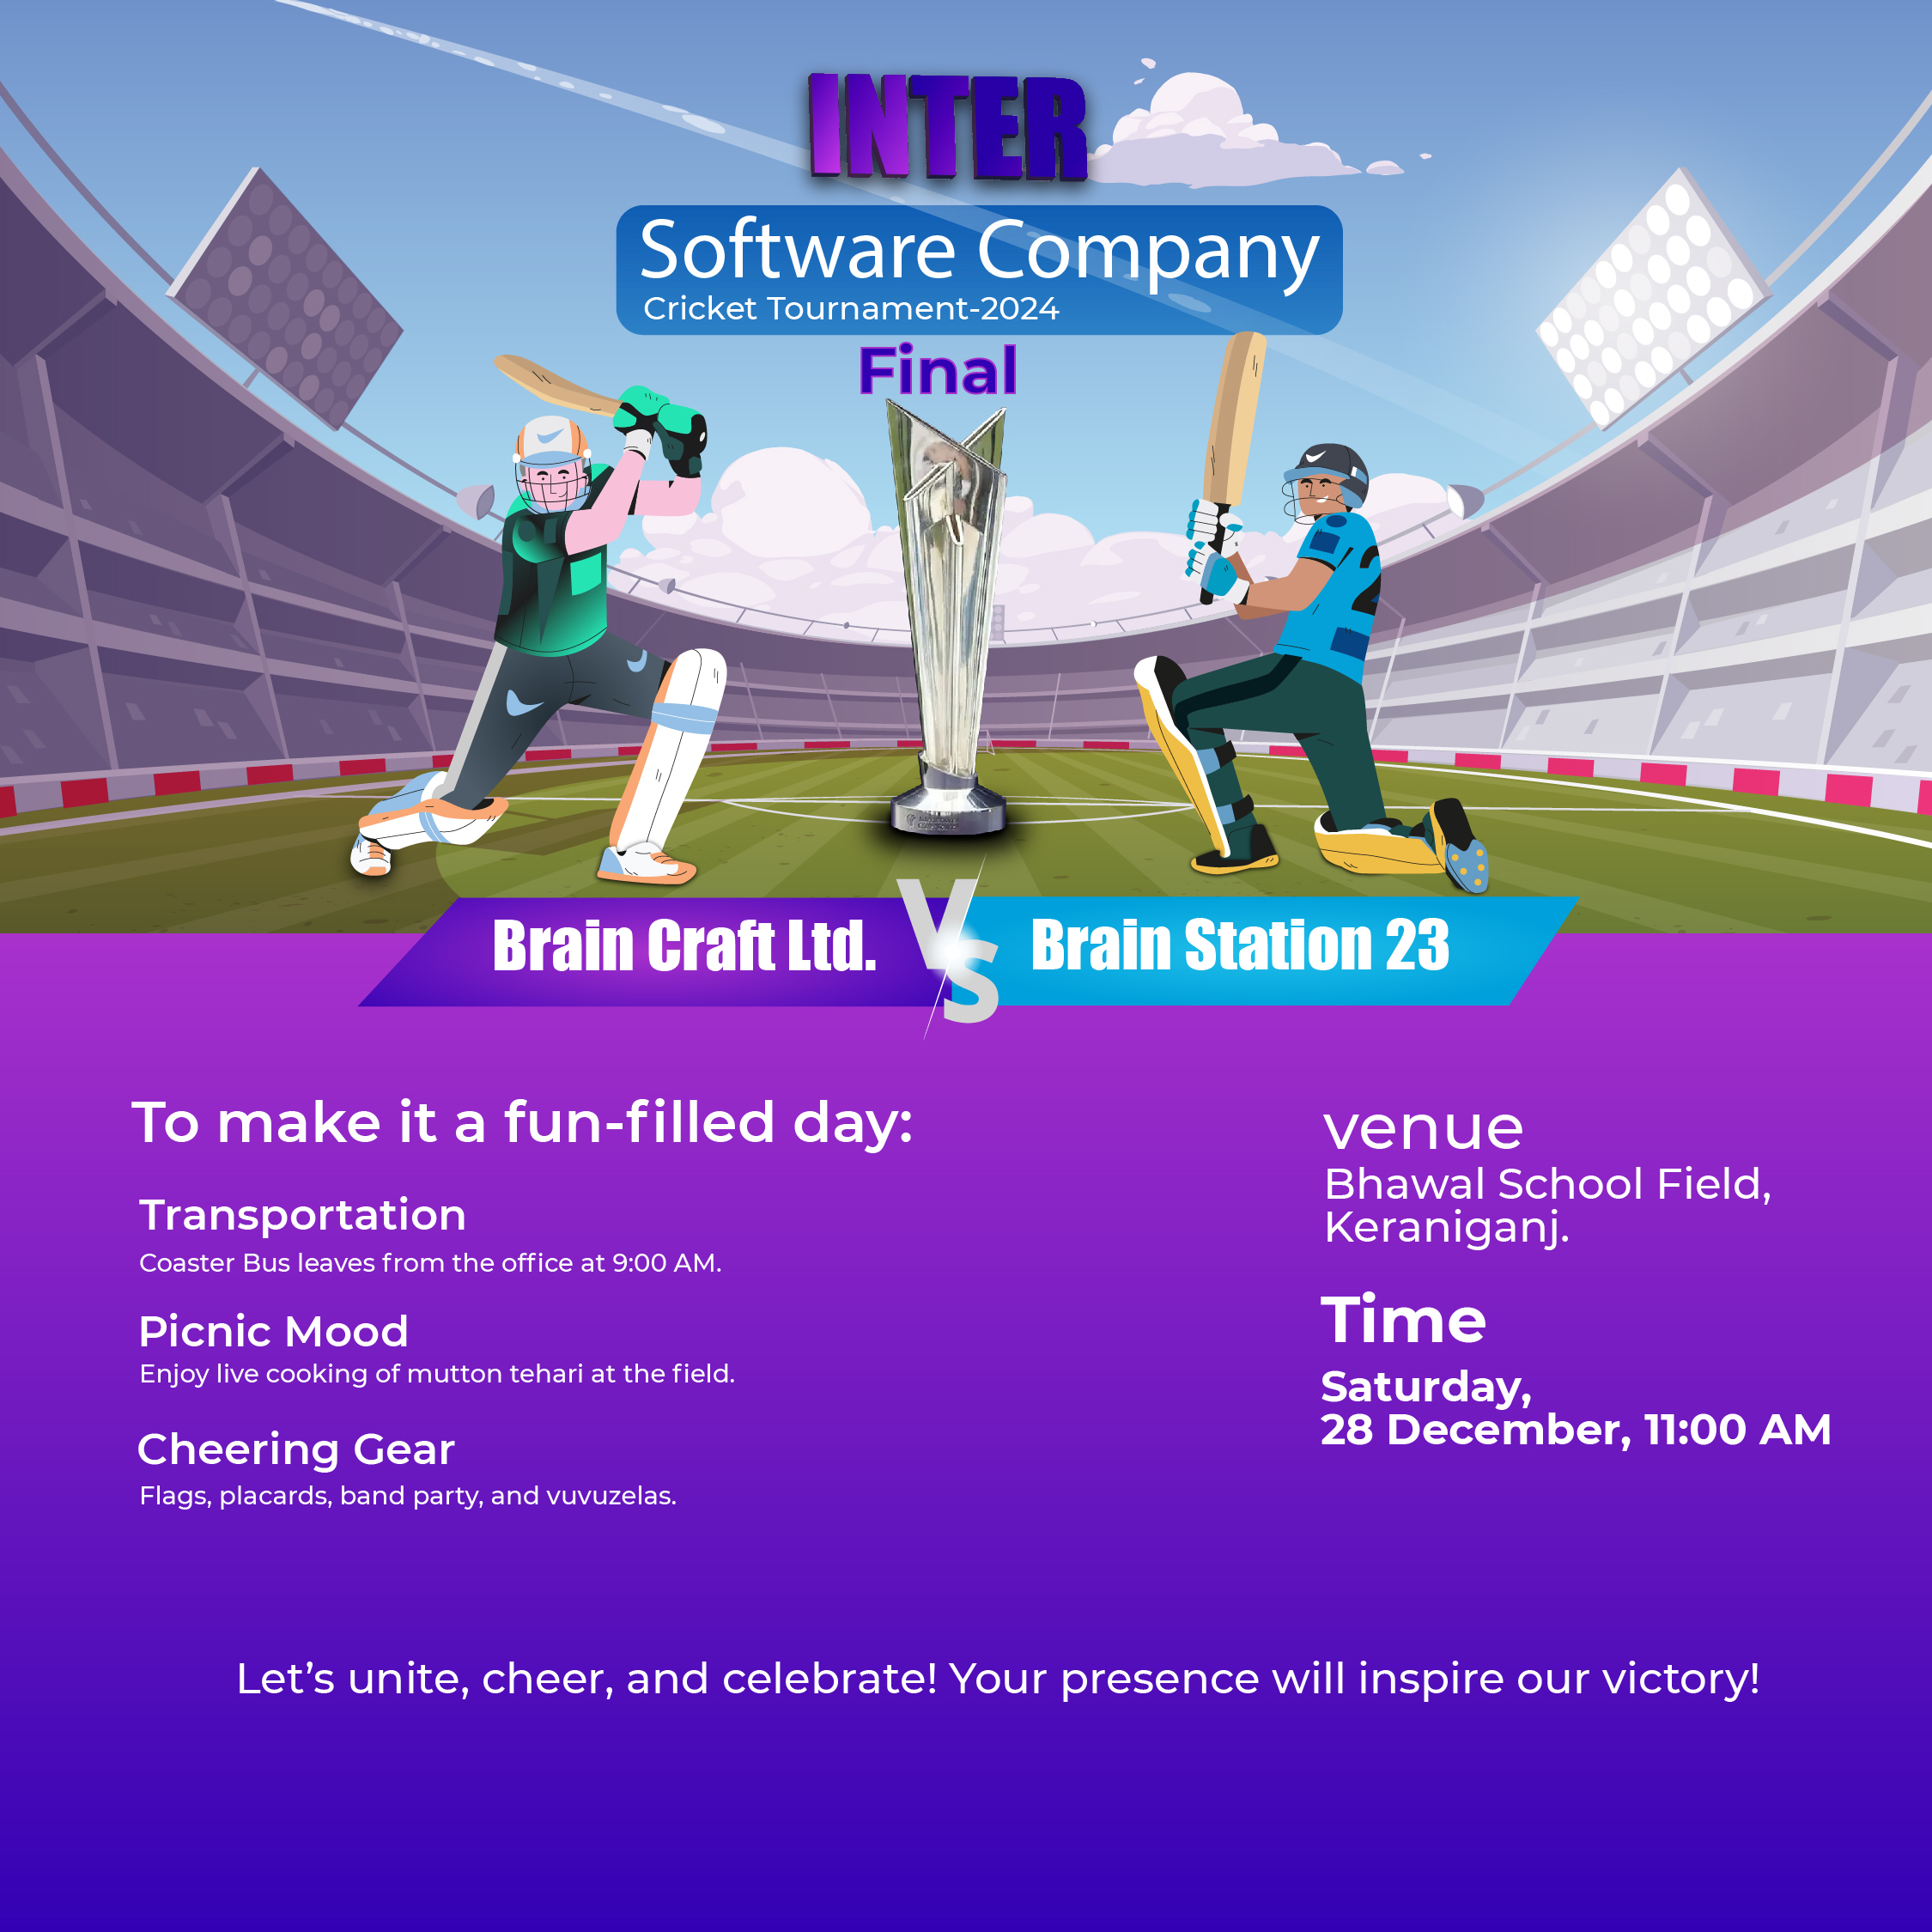 INTER
Software Company
Cricket Tournament-2024
Final
Brain Craft Ltd.
VS
Brain Station 23
To make it a fun-filled day:
Transportation
Coaster Bus leaves from the office at 9:00 AM.
Picnic Mood
Enjoy live cooking of mutton tehari at the field.
Cheering Gear
Flags, placards, band party, and vuvuzelas.
venue
Bhawal School Field,
Keraniganj.
Time
Saturday,
28 December, 11:00 AM
Let’s unite, cheer, and celebrate! Your presence will inspire our victory!